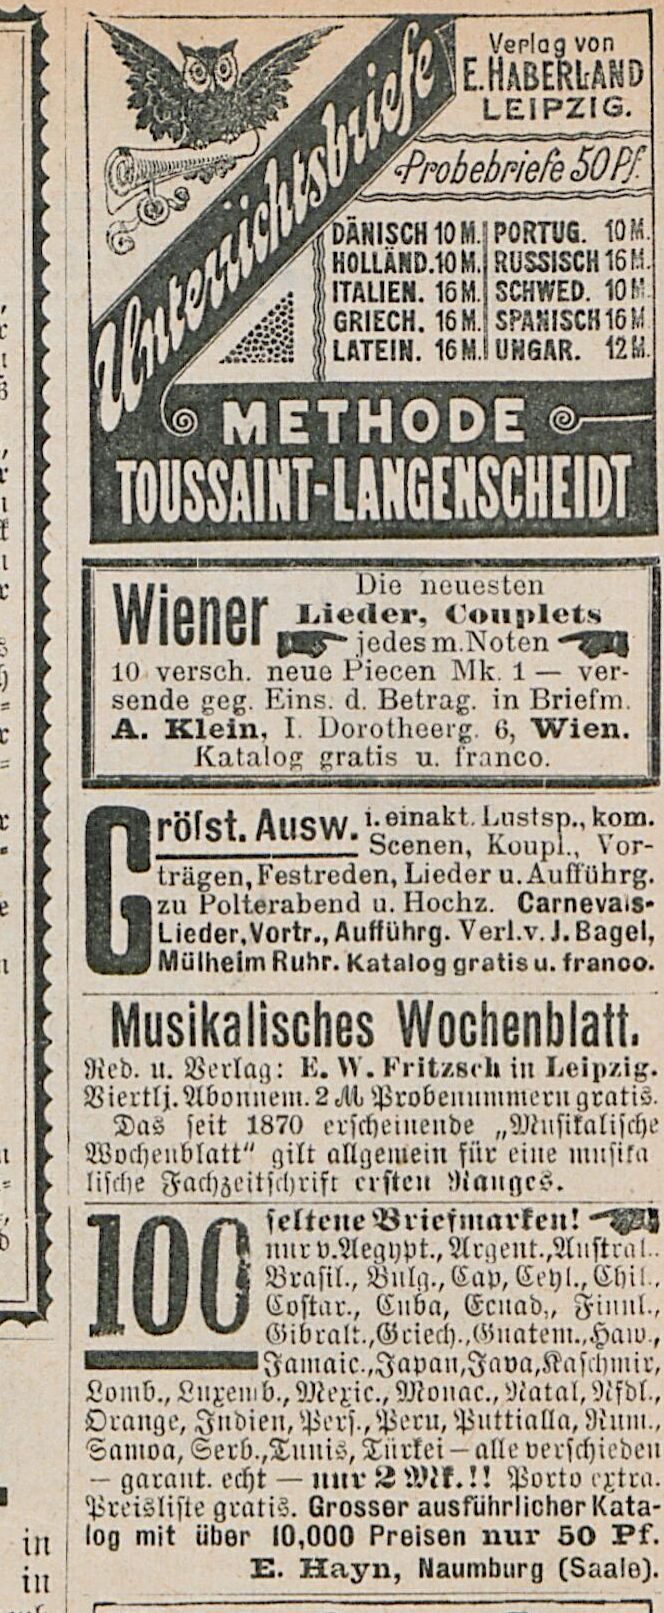 Unterrichtsbriefe
Verlag von
E. HABERLAND
LEIPZIG.
Probebriefe 50 Pf.
DÄNISCH 10 M. PORTUG. 10 M.
HOLLÄND. 10 M. RUSSISCH 16 M.
ITALIEN. 16 M. SCHWED. 10 M.
GRIECH. 16 M. SPANISCH 16 M
LATEIN. 16 M. UNGAR. 12 M.
METHODE
TOUSSAINT-LANGENSCHEIDT
Wiener Die neuesten
Lieder, Couplets
jedes m. Noten
10 versch. neue Piecen Mk. 1 — ver-
sende geg. Eins. d. Betrag. in Briefm.
A. Klein, I. Dorotheerg. 6, Wien.
Katalog gratis u. franco.
Gröſst. Ausw. i. einakt. Lustsp., kom.
Scenen, Koupl., Vor-
trägen, Festreden, Lieder u. Aufführg.
zu Polterabend u. Hochz. Carnevals-
Lieder, Vortr., Aufführg. Verl. v. J. Bagel,
Mülheim Ruhr. Katalog gratis u. franco.
Musikalisches Wochenblatt.
Red. u. Verlag: E. W. Fritzsch in Leipzig.
Viertlj. Abonnem. 2 M Probenummern gratis.
Das seit 1870 erscheinende „Musikalische
Wochenblatt" gilt allgemein für eine musika
lische Fachzeitschrift ersten Ranges.
100 seltene Briefmarken!
nur v. Aegypt., Argent., Austral.,
Brasil., Bulg., Cap, Ceyl., Chil.,
Costar., Cuba, Ecuad., Finnl.,
Gibralt., Griech., Guatem., Haw.,
Jamaic., Japan, Java, Kaschmir,
Lomb., Luxemb., Mexic., Monac., Natal, Nfdl.,
Orange, Indien, Pers., Peru, Puttialla, Rum.,
Samoa, Serb., Tunis, Türkei — alle verschieden
— garant. echt — nur 2 Mk.!! Porto extra.
Preisliste gratis. Grosser ausführlicher Kata-
log mit über 10,000 Preisen nur 50 Pf.
E. Hayn, Naumburg (Saale).
in
in